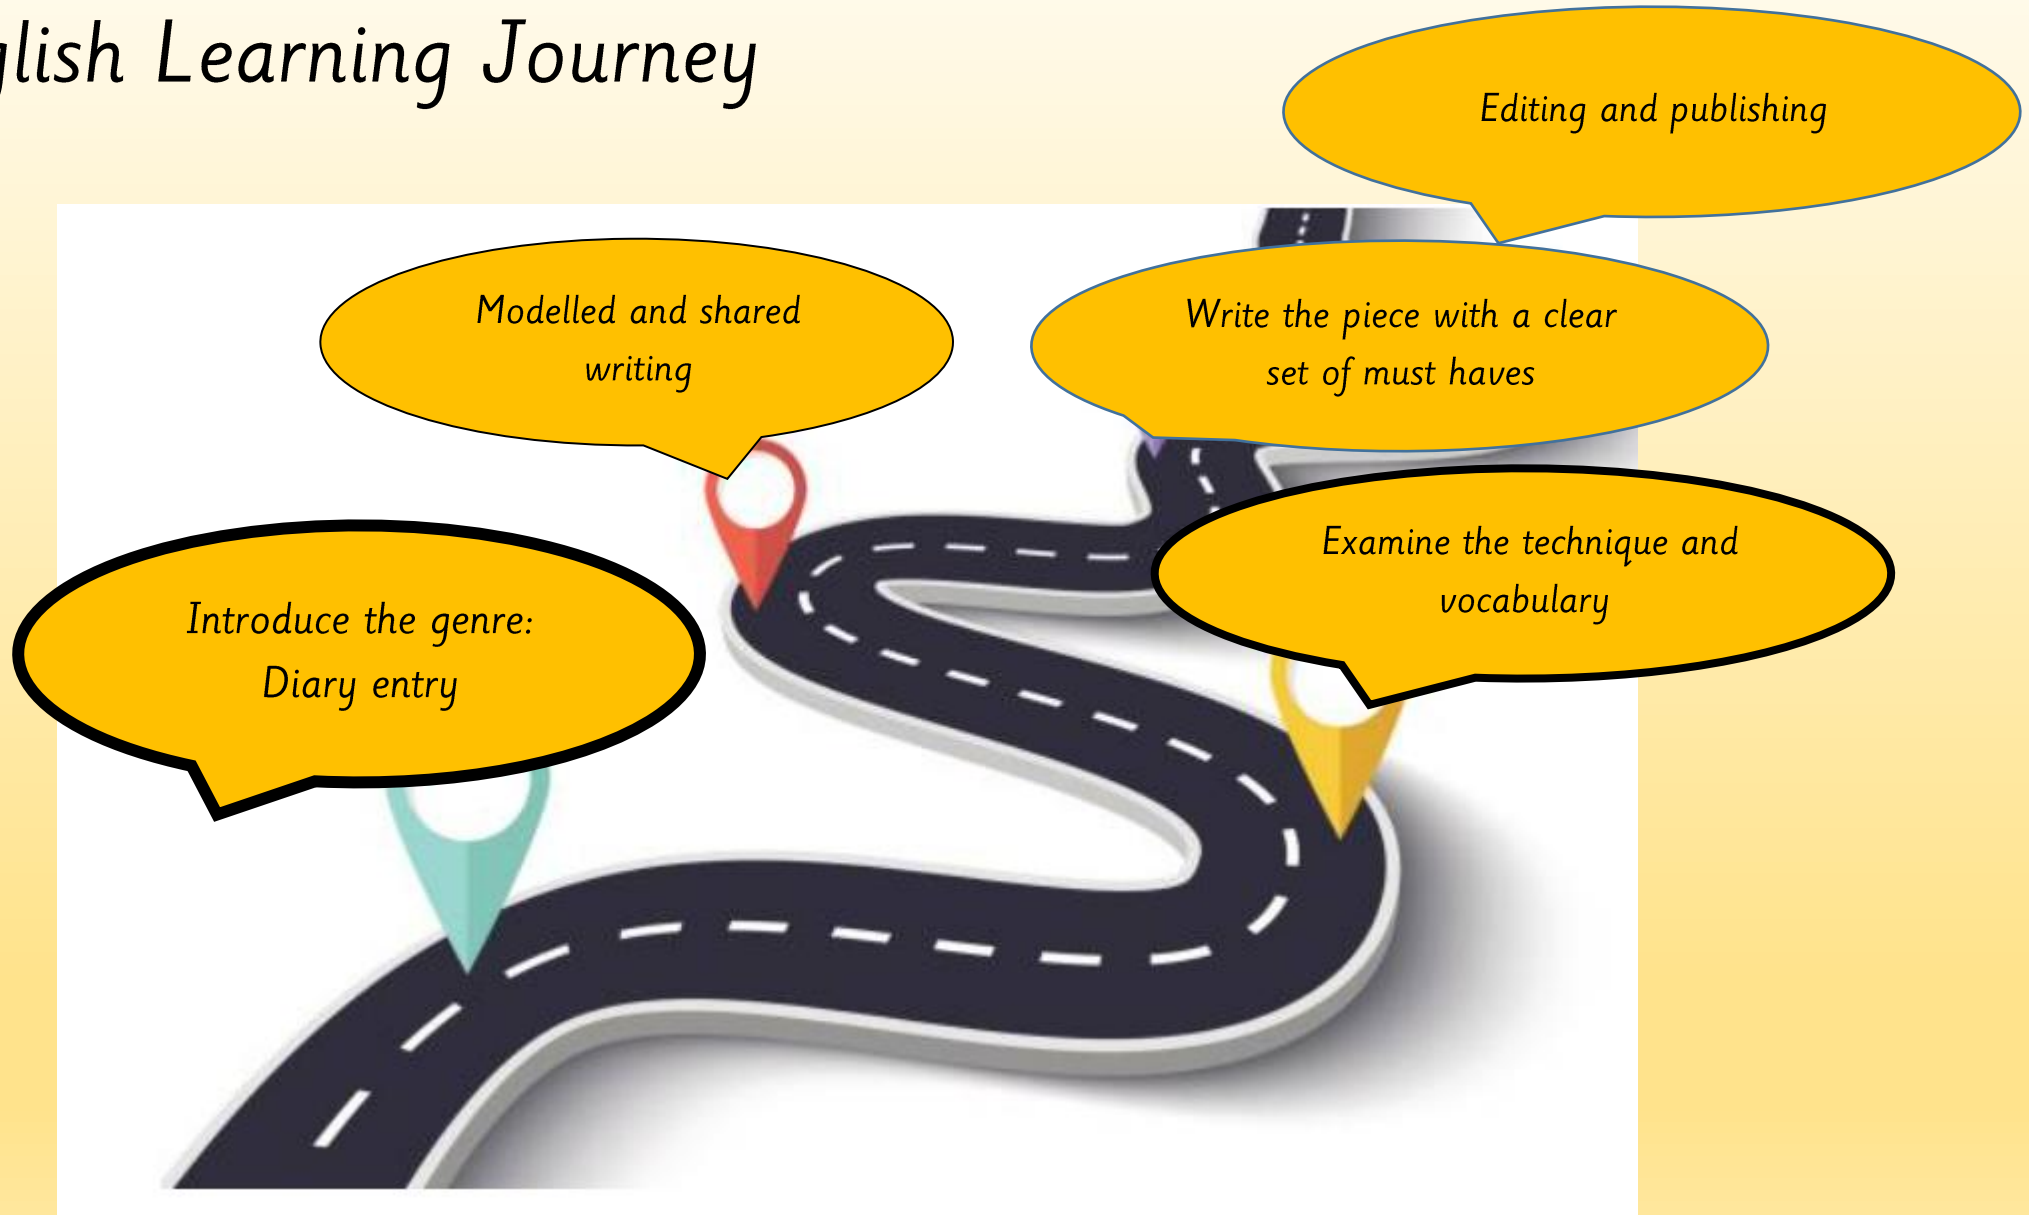 glish Learning Journey
Editing and publishing
Modelled and shared
writing
Write the piece with a clear
set of must haves
Examine the technique and
vocabulary
Introduce the genre:
Diary entry